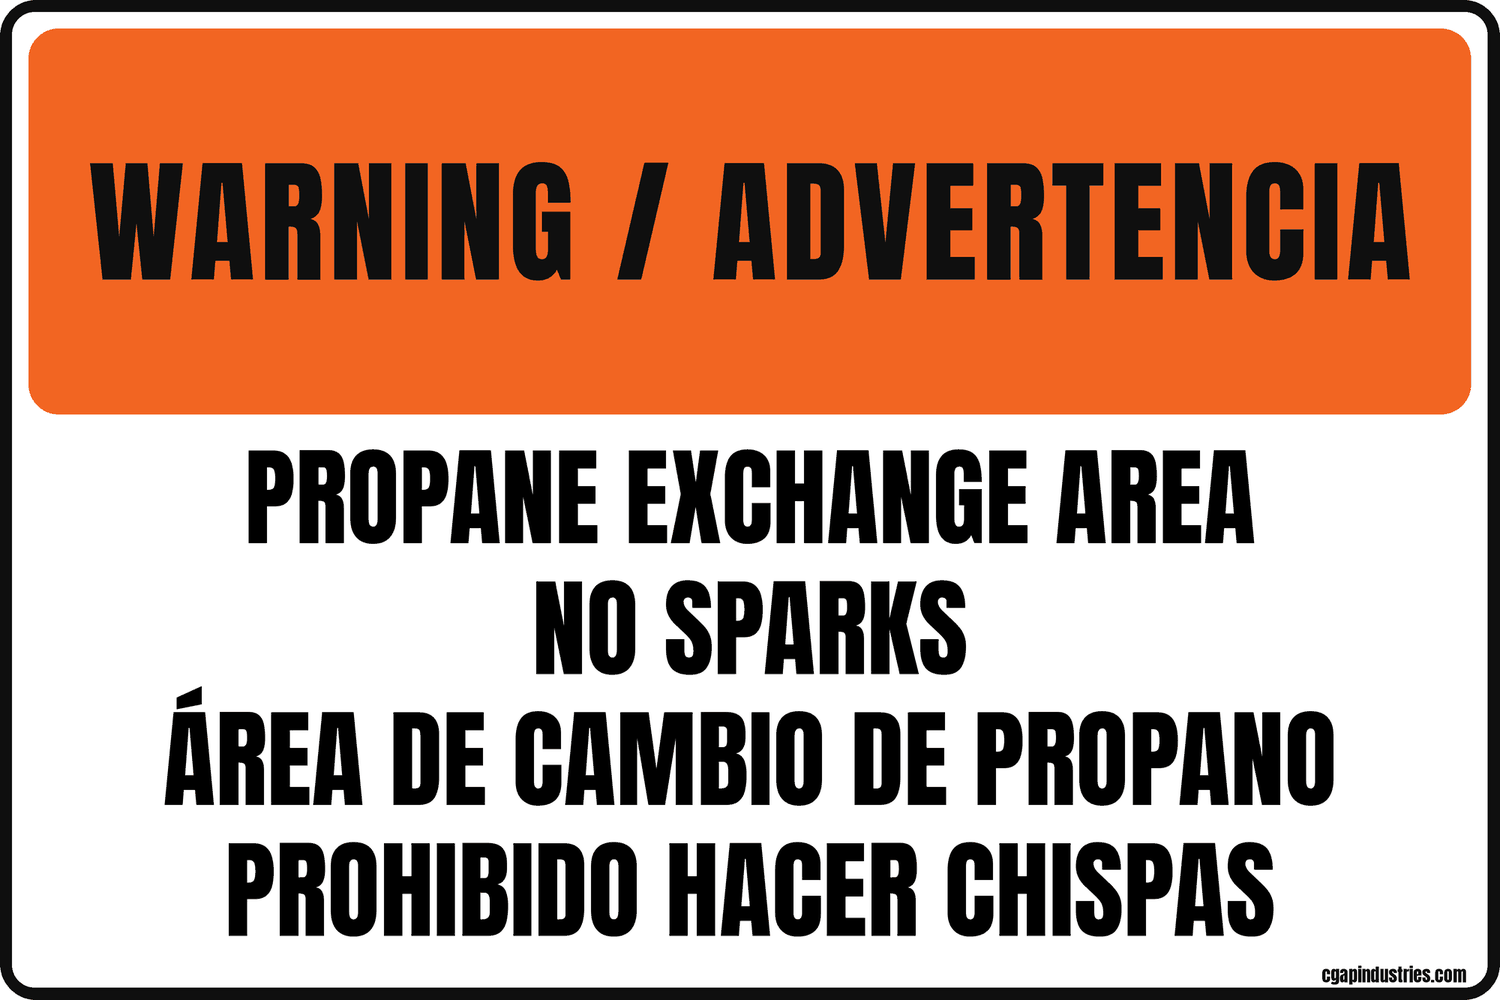 WARNING / ADVERTENCIA
PROPANE EXCHANGE AREA
NO SPARKS
ÁREA DE CAMBIO DE PROPANO
PROHIBIDO HACER CHISPAS
cgapindustries.com